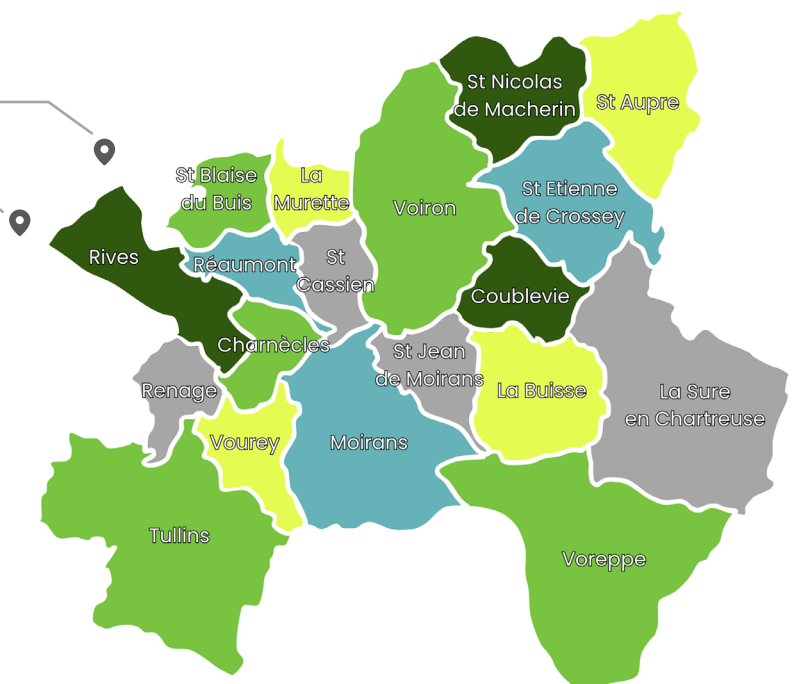 St Nicolas
de Macherin
St Aupre
St Blaise
du Buis
La
Murette
Voiron
St Etienne
de Crossey
Rives
Réaumont
St
Cassien
Coublevie
Charnècles
St Jean
de Moirans
Renage
La Buisse
La Sure
en Chartreuse
Vourey
Moirans
Tullins
Voreppe